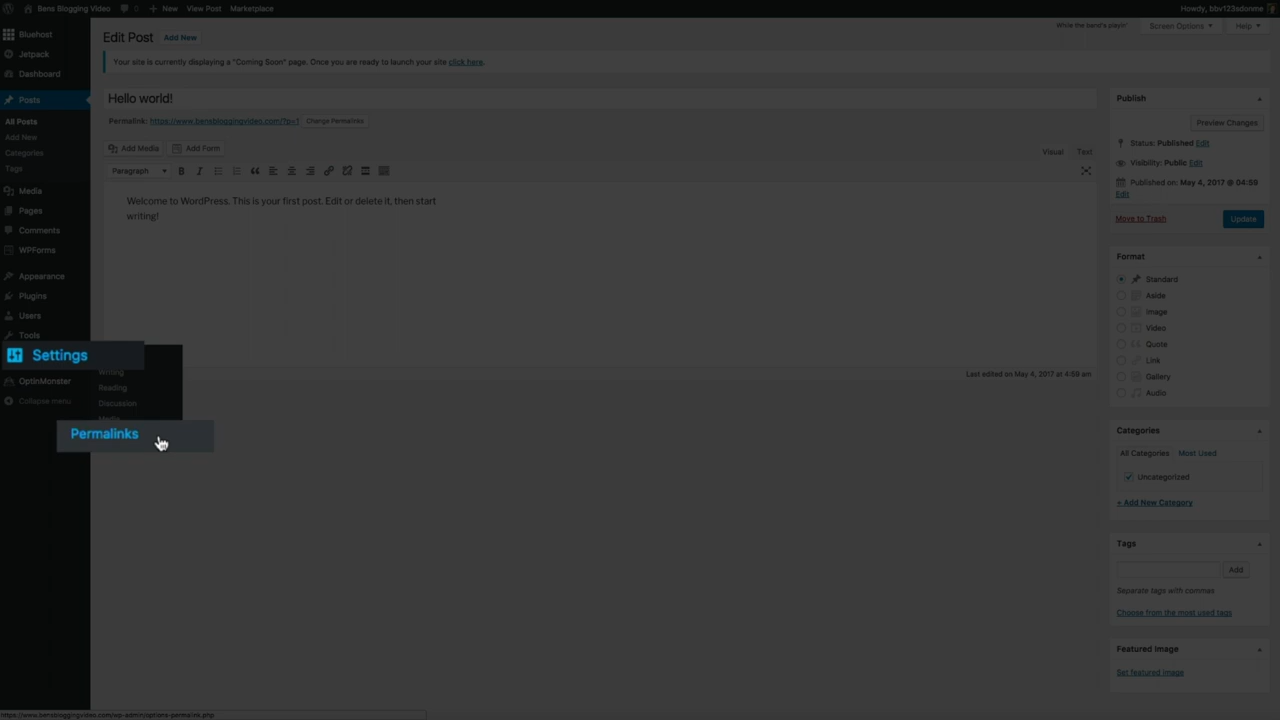 Bens Blogging Video
0
New
View Post
Marketplace
Howdy, bbv123sdonme
Bluehost
Jetpack
Dashboard
Posts
All Posts
Add New
Categories
Tags
Media
Pages
Comments
WPForms
Appearance
Plugins
Users
Tools
Settings
Writing
Reading
Discussion
Media
Permalinks
OptinMonster
Collapse menu
Edit Post
Add New
While the band's playin'
Screen Options
Help
Your site is currently displaying a "Coming Soon" page. Once you are ready to launch your site click here.
Hello world!
Permalink: https://www.bensbloggingvideo.com/?p=1
Change Permalinks
Add Media
Add Form
Visual
Text
Paragraph
B
I
Welcome to WordPress. This is your first post. Edit or delete it, then start
writing!
Last edited on May 4, 2017 at 4:59 am
Publish
Preview Changes
Status: Published Edit
Visibility: Public Edit
Published on: May 4, 2017 @ 04:59
Edit
Move to Trash
Update
Format
Standard
Aside
Image
Video
Quote
Link
Gallery
Audio
Categories
All Categories
Most Used
Uncategorized
+ Add New Category
Tags
Add
Separate tags with commas
Choose from the most used tags
Featured Image
Set featured image
https://www.bensbloggingvideo.com/wp-admin/options-permalink.php